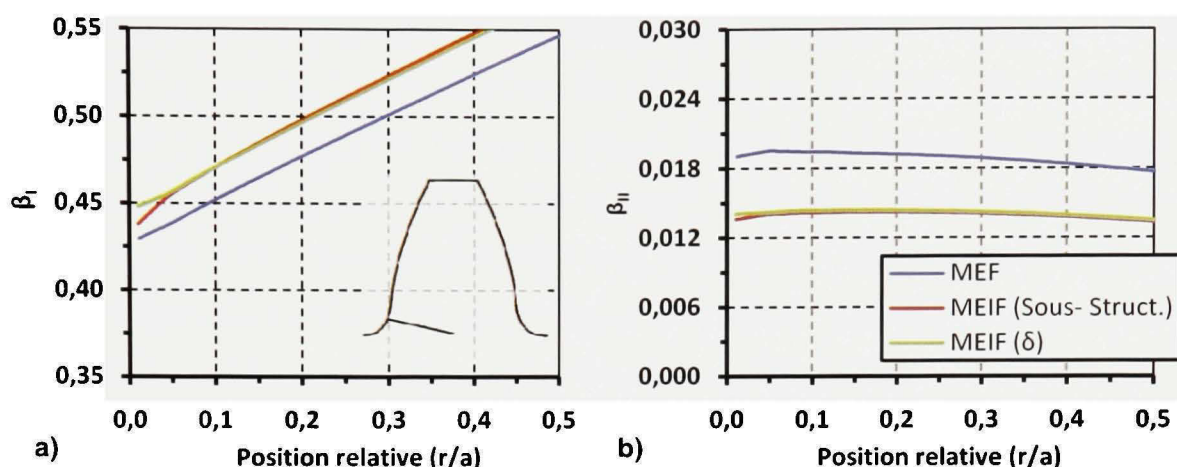 0,55
0,50
0,45
0,40
0,35
β_I
0,0 0,1 0,2 0,3 0,4 0,5
a) Position relative (r/a)
0,030
0,024
0,018
0,012
0,006
0,000
β_II
MEF
MEIF (Sous- Struct.)
MEIF (δ)
0,0 0,1 0,2 0,3 0,4 0,5
b) Position relative (r/a)